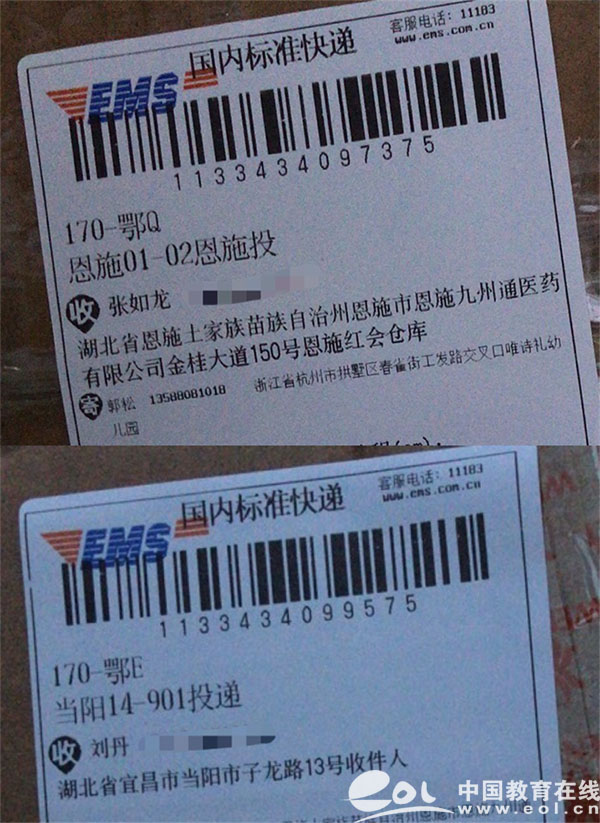 国内标准快递
客服电话: 11183
www.ems.com.cn
EMS
1133434097375
170-鄂Q
恩施01-02恩施投
收 张如龙
湖北省恩施土家族苗族自治州恩施市恩施九州通医药
有限公司金桂大道150号恩施红会仓库
寄 郭松 13588081018 浙江省杭州市拱墅区春雀街工发路交叉口唯诗礼幼
儿园
国内标准快递
客服电话: 11183
www.ems.com.cn
EMS
1133434099575
170-鄂E
当阳14-901投递
收 刘丹
湖北省宜昌市当阳市子龙路13号收件人
eol 中国教育在线
www.eol.cn